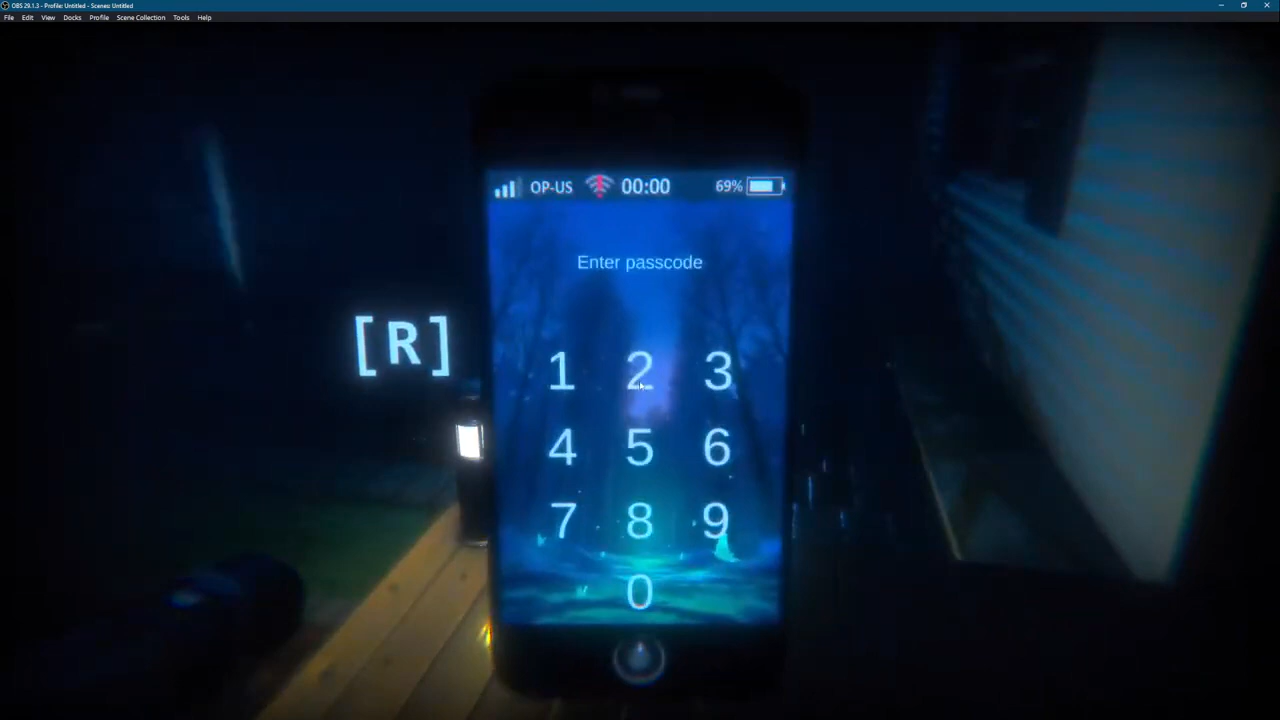 OBS 29.1.3 - Profile: Untitled - Scenes: Untitled
File Edit View Docks Profile Scene Collection Tools Help
OP-US 00:00 69%
Enter passcode
[R]
1 2 3
4 5 6
7 8 9
0